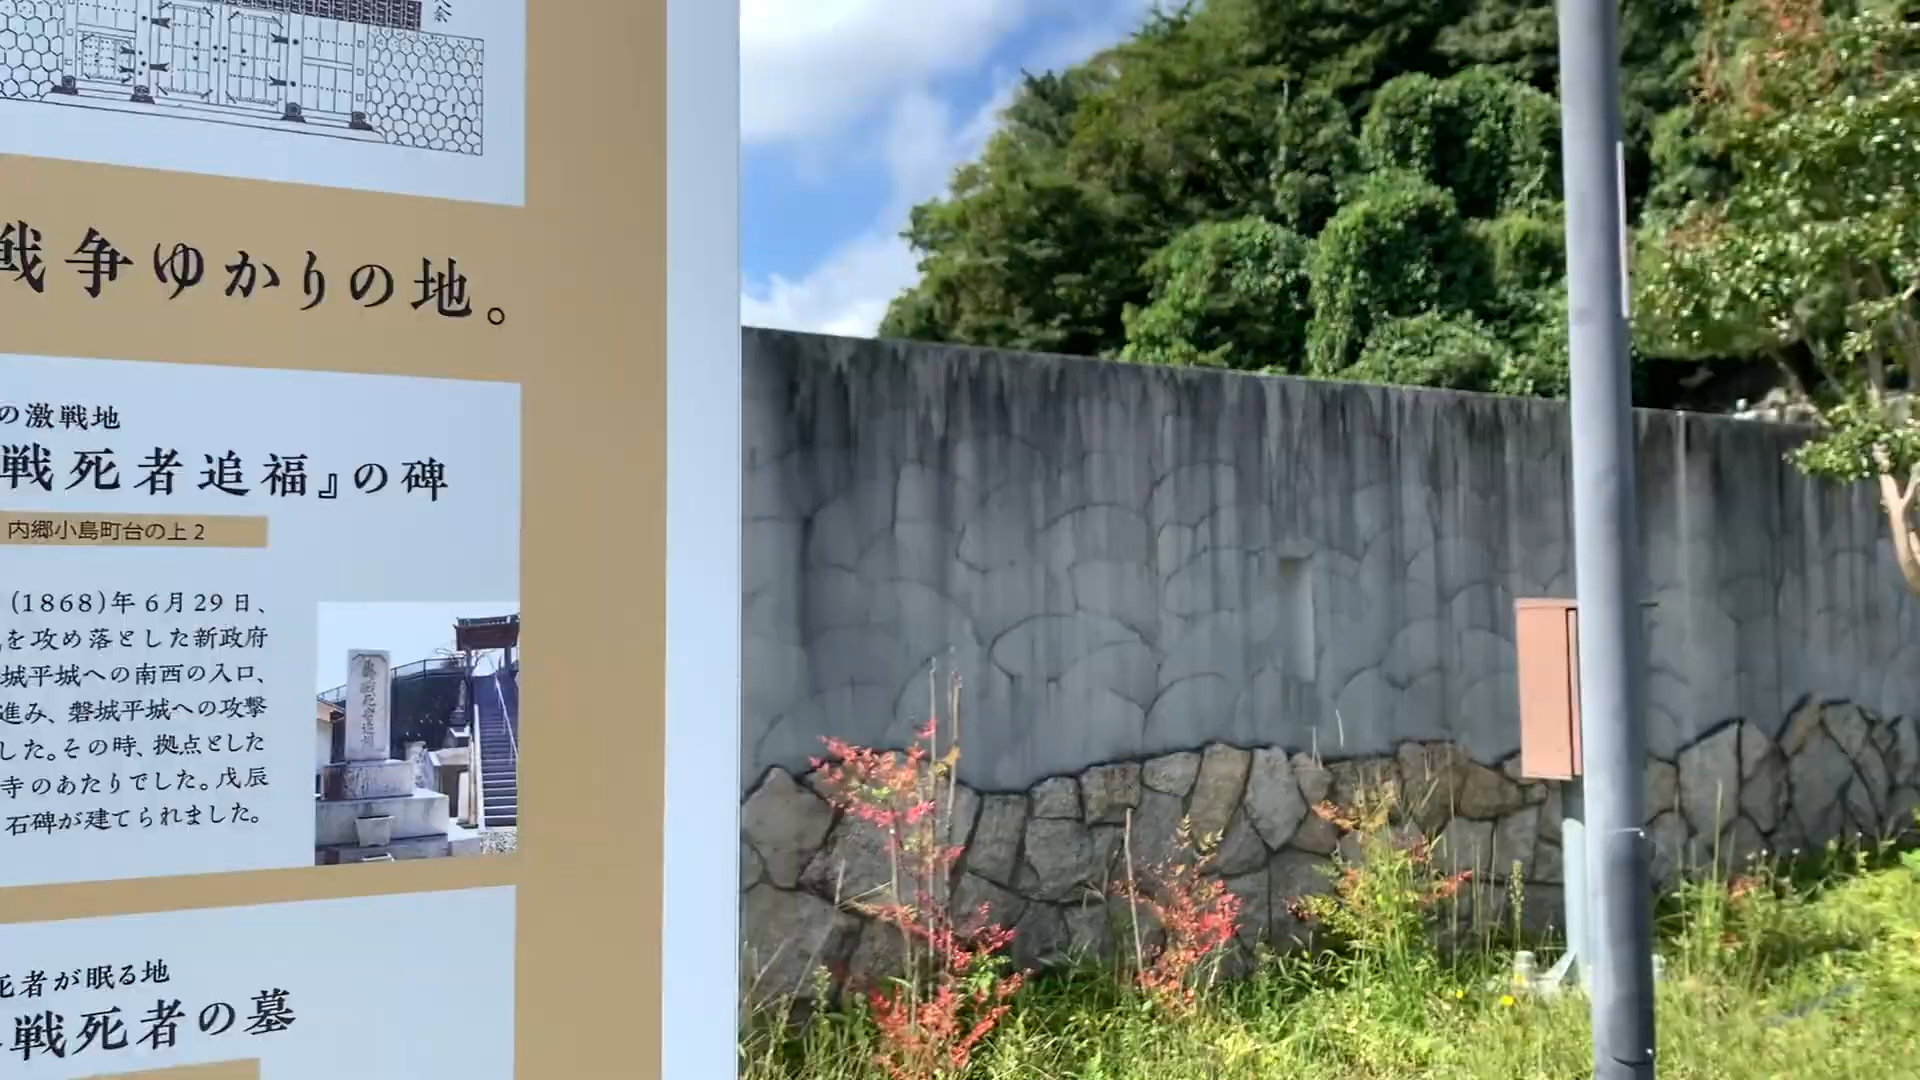 戦争ゆかりの地。
の激戦地
戦死者追福』の碑
内郷小島町台の上2
(1868)年6月29日、
を攻め落とした新政府
城平城への南西の入口、
進み、磐城平城への攻撃
した。その時、拠点とした
寺のあたりでした。戊辰
石碑が建てられました。
死者が眠る地
戦死者の墓